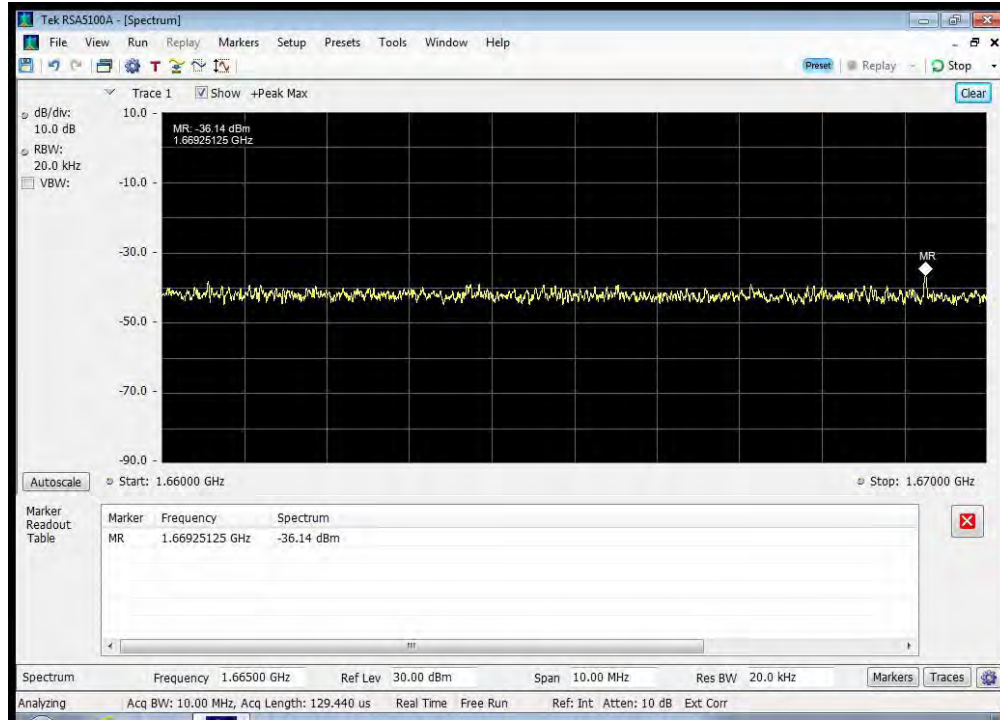 Tek RSA5100A - [Spectrum]
File View Run Replay Markers Setup Presets Tools Window Help
T
Preset Replay Stop
Trace 1 Show +Peak Max Clear
dB/div:
10.0 dB
RBW:
20.0 kHz
VBW:
10.0
-10.0
-30.0
-50.0
-70.0
-90.0
MR: -36.14 dBm
1.66925125 GHz
MR
Autoscale Start: 1.66000 GHz Stop: 1.67000 GHz
Marker
Readout
Table
Marker Frequency Spectrum
MR 1.66925125 GHz -36.14 dBm
Spectrum Frequency 1.66500 GHz Ref Lev 30.00 dBm Span 10.00 MHz Res BW 20.0 kHz Markers Traces
Analyzing Acq BW: 10.00 MHz, Acq Length: 129.440 us Real Time Free Run Ref: Int Atten: 10 dB Ext Corr